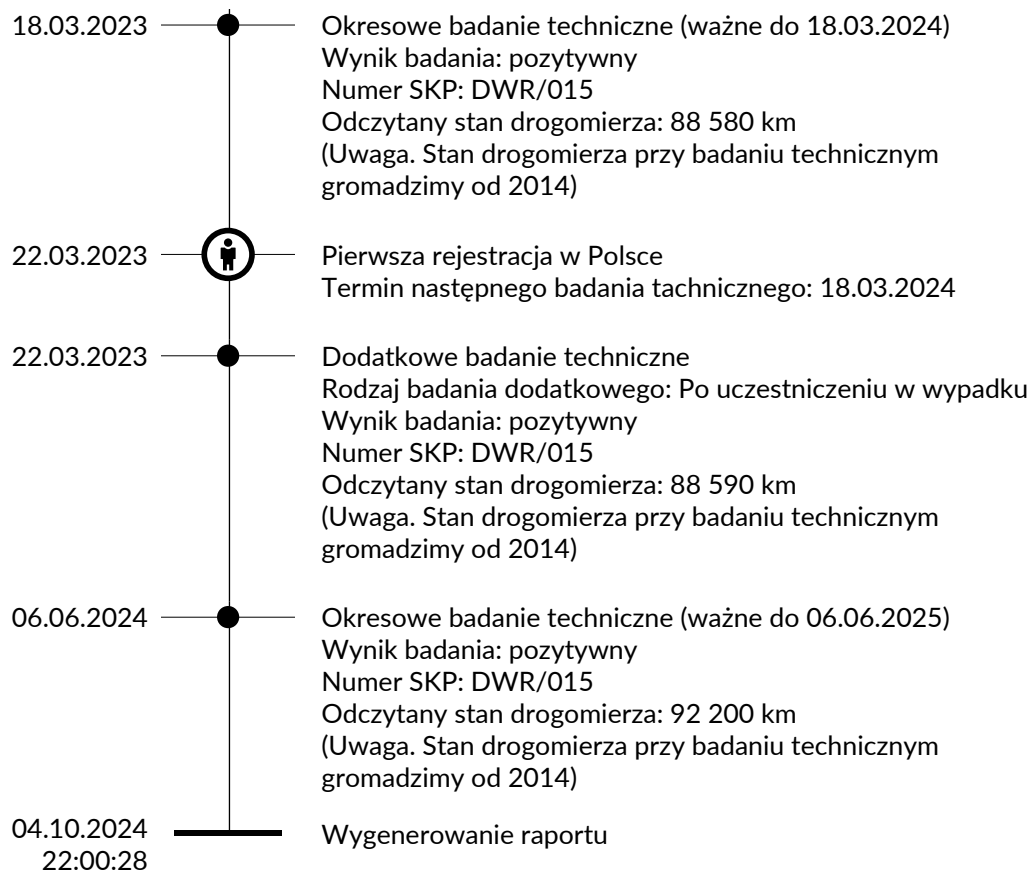 18.03.2023
Okresowe badanie techniczne (ważne do 18.03.2024)
Wynik badania: pozytywny
Numer SKP: DWR/015
Odczytany stan drogomierza: 88 580 km
(Uwaga. Stan drogomierza przy badaniu technicznym
gromadzimy od 2014)
22.03.2023
Pierwsza rejestracja w Polsce
Termin następnego badania tachnicznego: 18.03.2024
22.03.2023
Dodatkowe badanie techniczne
Rodzaj badania dodatkowego: Po uczestniczeniu w wypadku
Wynik badania: pozytywny
Numer SKP: DWR/015
Odczytany stan drogomierza: 88 590 km
(Uwaga. Stan drogomierza przy badaniu technicznym
gromadzimy od 2014)
06.06.2024
Okresowe badanie techniczne (ważne do 06.06.2025)
Wynik badania: pozytywny
Numer SKP: DWR/015
Odczytany stan drogomierza: 92 200 km
(Uwaga. Stan drogomierza przy badaniu technicznym
gromadzimy od 2014)
04.10.2024
22:00:28
Wygenerowanie raportu